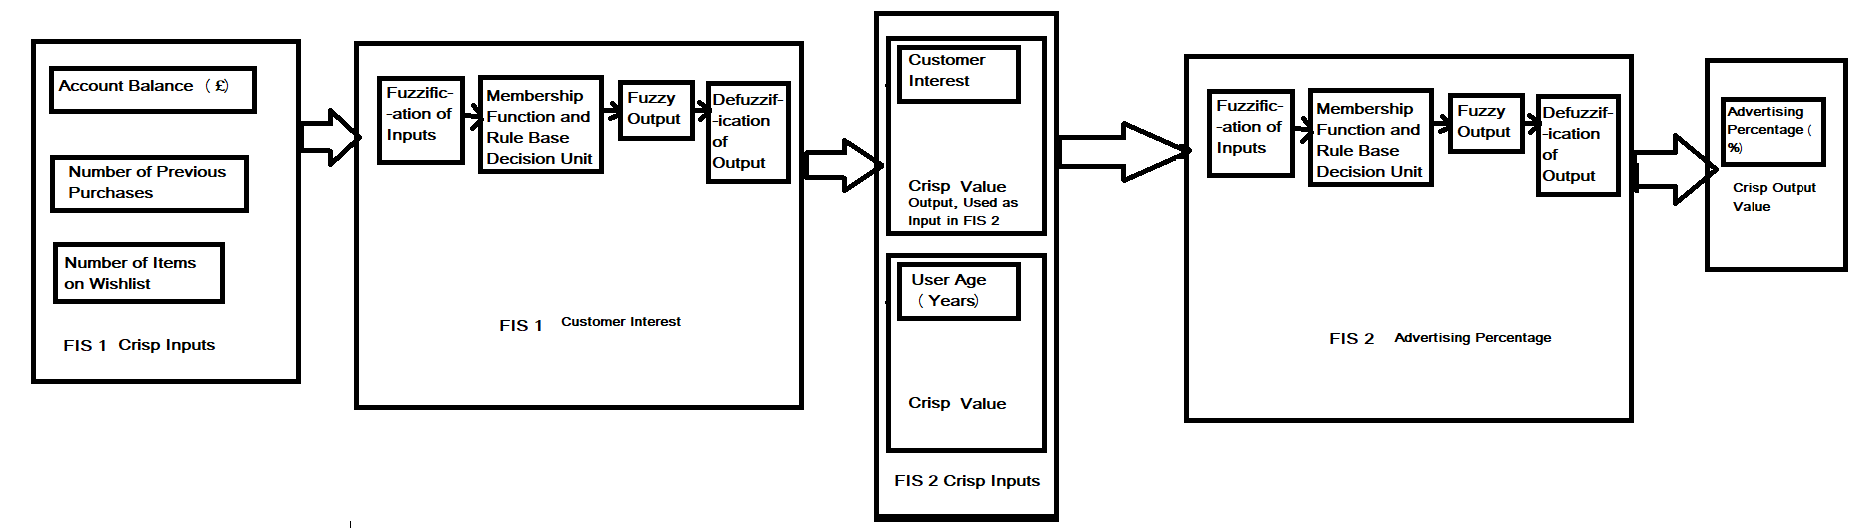 Account Balance (£)
Number of Previous
Purchases
Number of Items
on Wishlist
FIS 1 Crisp Inputs
Fuzzific-
-ation of
Inputs
Membership
Function and
Rule Base
Decision Unit
Fuzzy
Output
Defuzzif-
-ication
of
Output
FIS 1 Customer Interest
Customer
Interest
Crisp Value
Output, Used as
Input in FIS 2
User Age
(Years)
Crisp Value
FIS 2 Crisp Inputs
Fuzzific-
-ation of
Inputs
Membership
Function and
Rule Base
Decision Unit
Fuzzy
Output
Defuzzif-
-ication
of
Output
FIS 2 Advertising Percentage
Advertising
Percentage (
%)
Crisp Output
Value